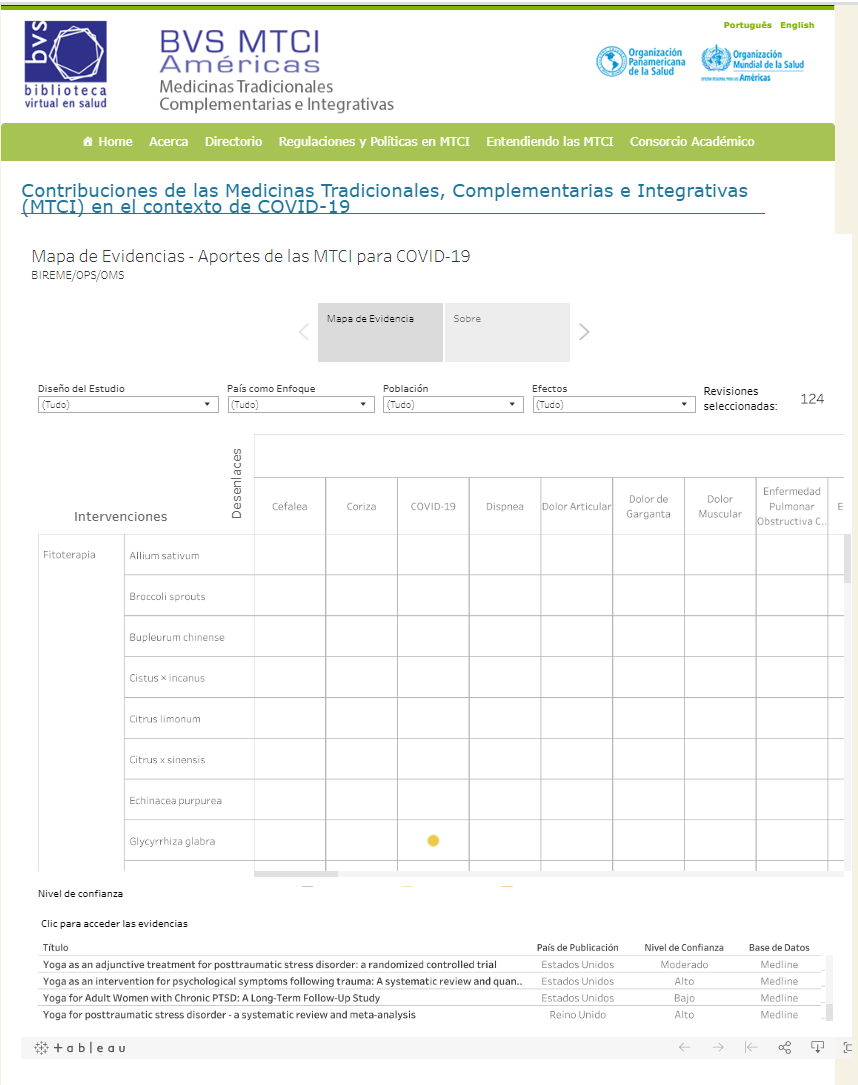 Português English
bvs
biblioteca
virtual en salud
BVS MTCI
Américas
Medicinas Tradicionales
Complementarias e Integrativas
Organización
Panamericana
de la Salud
Organización
Mundial de la Salud
Américas
Home Acerca Directorio Regulaciones y Políticas en MTCI Entendiendo las MTCI Consorcio Académico
Contribuciones de las Medicinas Tradicionales, Complementarias e Integrativas
(MTCI) en el contexto de COVID-19
Mapa de Evidencias - Aportes de las MTCI para COVID-19
BIREME/OPS/OMS
Mapa de Evidencia Sobre
Diseño del Estudio País como Enfoque Población Efectos
(Tudo) (Tudo) (Tudo) (Tudo)
Revisiones
seleccionadas: 124
Intervenciones
Desenlaces
Cefalea Coriza COVID-19 Dispnea Dolor Articular
Dolor de
Garganta
Dolor
Muscular
Enfermedad
Pulmonar
Obstructiva C..
E
Fitoterapia Allium sativum
Broccoli sprouts
Bupleurum chinense
Cistus × incanus
Citrus limonum
Citrus x sinensis
Echinacea purpurea
Glycyrrhiza glabra
Nivel de confianza
Clic para acceder las evidencias
Título País de Publicación Nivel de Confianza Base de Datos
Yoga as an adjunctive treatment for posttraumatic stress disorder: a randomized controlled trial Estados Unidos Moderado Medline
Yoga as an intervention for psychological symptoms following trauma: A systematic review and quan.. Estados Unidos Alto Medline
Yoga for Adult Women with Chronic PTSD: A Long-Term Follow-Up Study Estados Unidos Bajo Medline
Yoga for posttraumatic stress disorder - a systematic review and meta-analysis Reino Unido Alto Medline
+ableau